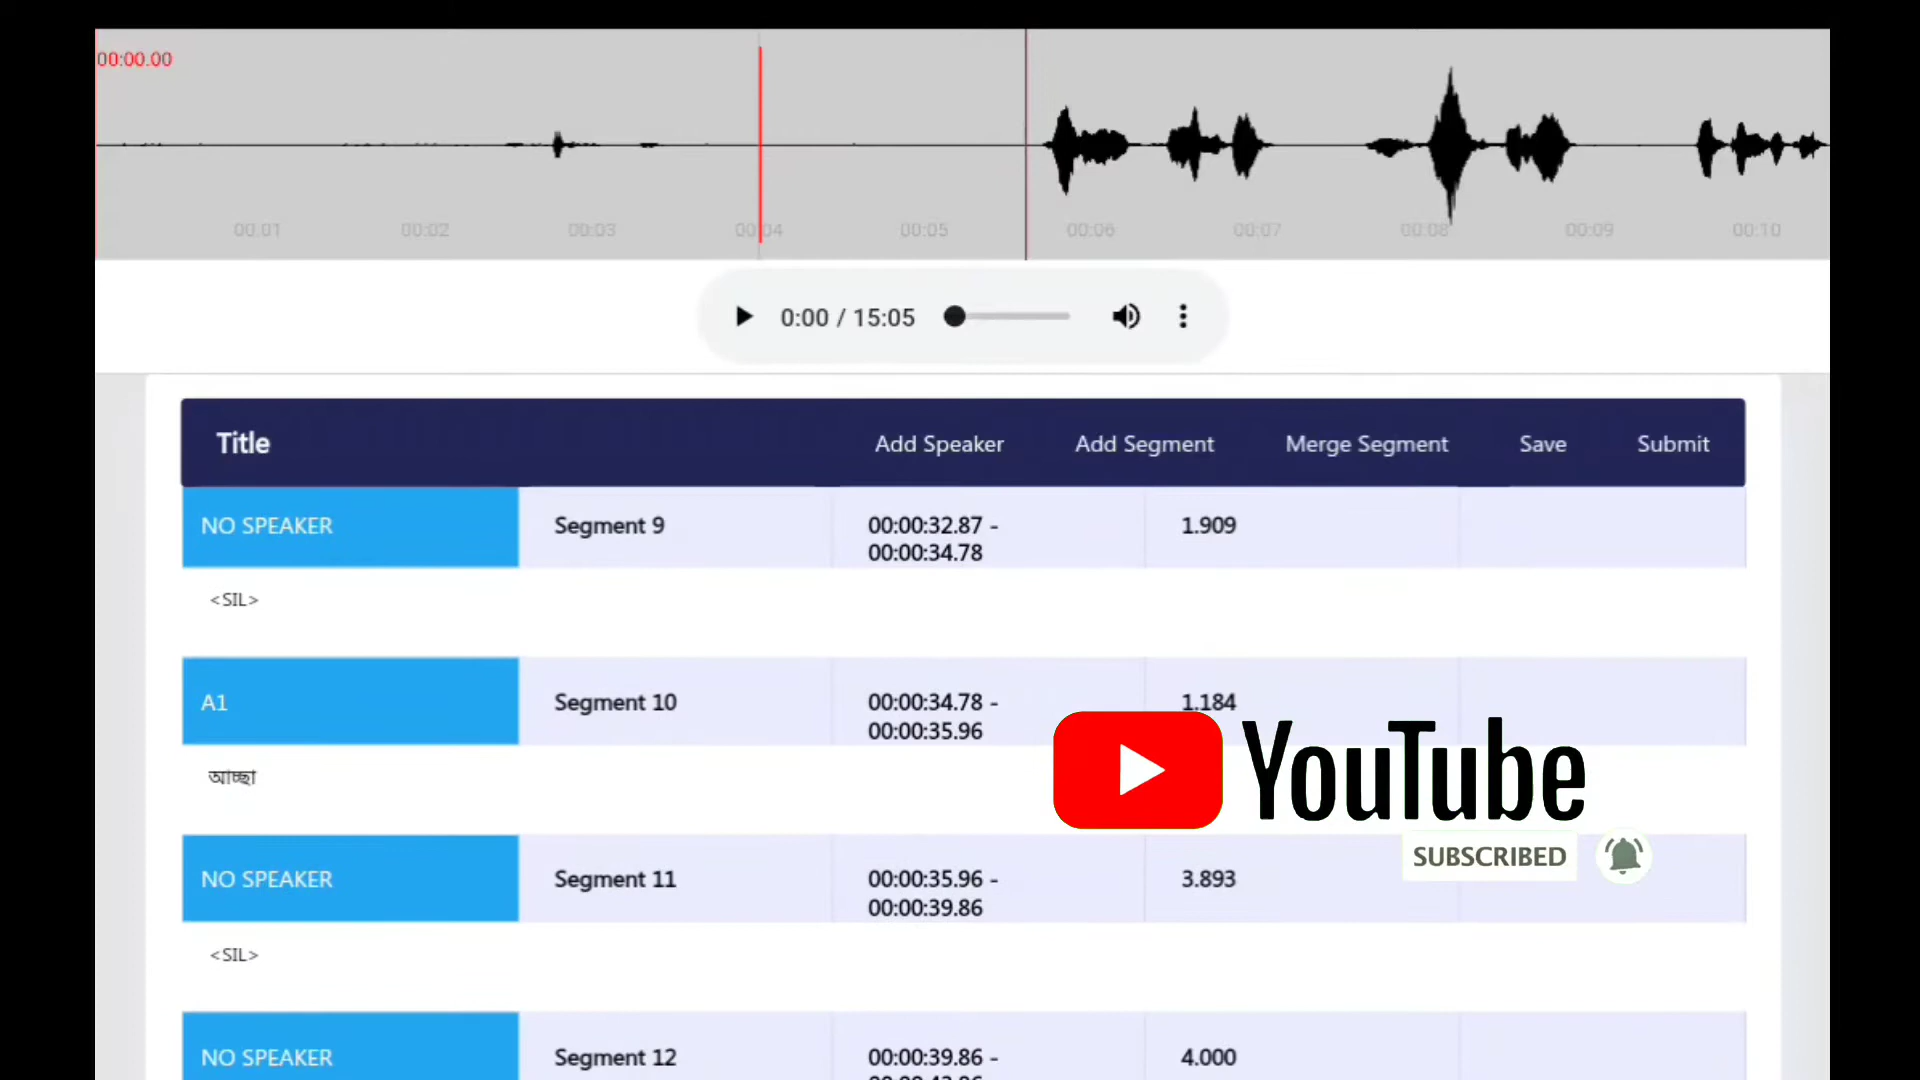 00:00.00
00:01 00:02 00:03 00:04 00:05 00:06 00:07 00:08 00:09 00:10
0:00 / 15:05
Title Add Speaker Add Segment Merge Segment Save Submit
NO SPEAKER Segment 9 00:00:32.87 - 1.909
00:00:34.78
<SIL>
A1 Segment 10 00:00:34.78 - 1.184
00:00:35.96
আচ্ছা
YouTube
SUBSCRIBED
NO SPEAKER Segment 11 00:00:35.96 - 3.893
00:00:39.86
<SIL>
NO SPEAKER Segment 12 00:00:39.86 - 4.000